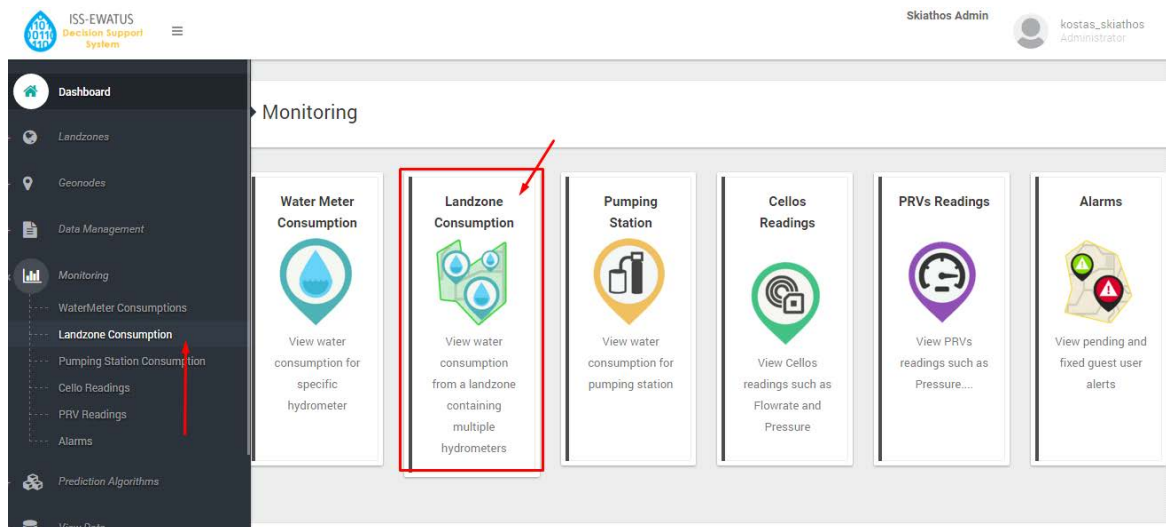 ISS-EWATUS
Decision Support
System
Skiathos Admin
kostas_skiathos
Administrator
Dashboard
Landzones
Geonodes
Data Management
Monitoring
WaterMeter Consumptions
Landzone Consumption
Pumping Station Consumption
Cello Readings
PRV Readings
Alarms
Prediction Algorithms
View Data
Monitoring
Water Meter
Consumption
View water
consumption for
specific
hydrometer
Landzone
Consumption
View water
consumption
from a landzone
containing
multiple
hydrometers
Pumping
Station
View water
consumption for
pumping station
Cellos
Readings
View Cellos
readings such as
Flowrate and
Pressure
PRVs Readings
View PRVs
readings such as
Pressure....
Alarms
View pending and
fixed guest user
alerts